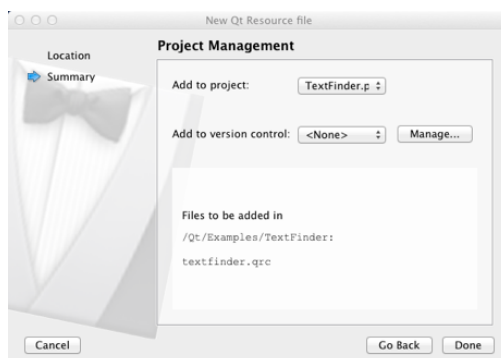 New Qt Resource file
Location
Summary
Project Management
Add to project: TextFinder.p
Add to version control: <None> Manage...
Files to be added in
/Qt/Examples/TextFinder:
textfinder.qrc
Cancel Go Back Done